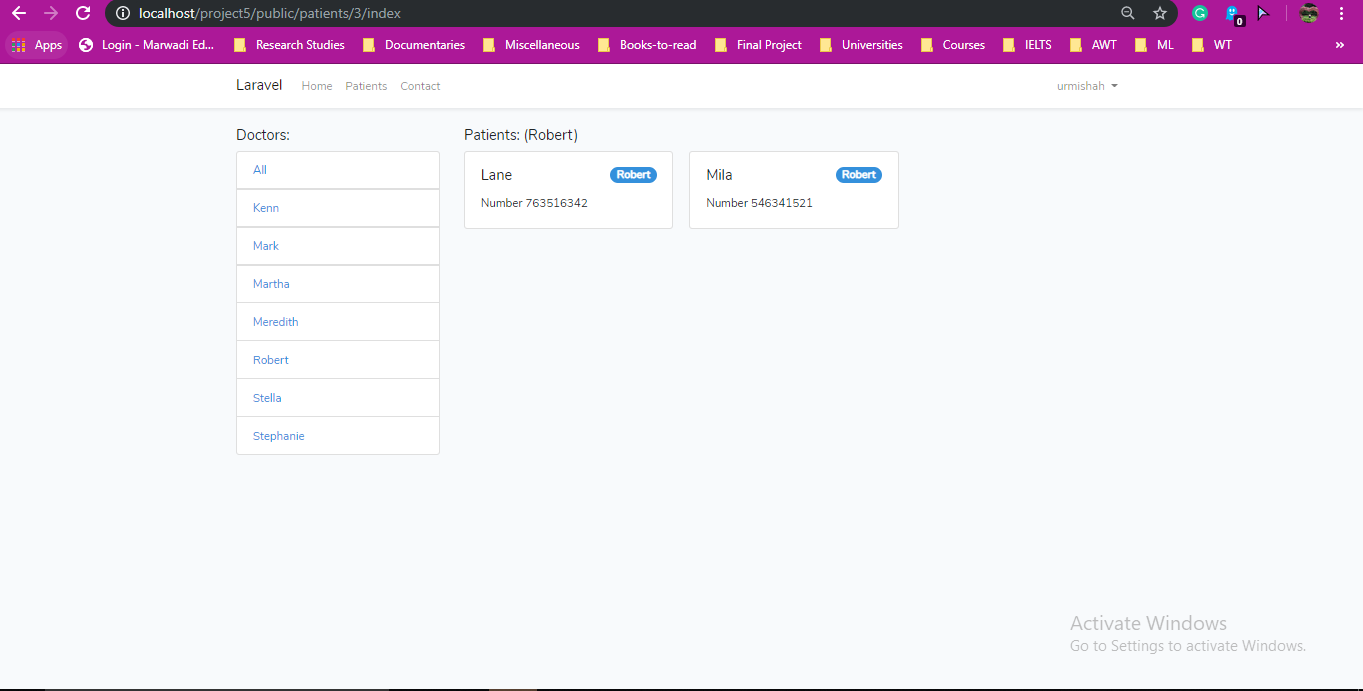 localhost/project5/public/patients/3/index
0
Apps Login - Marwadi Ed... Research Studies Documentaries Miscellaneous Books-to-read Final Project Universities Courses IELTS AWT ML WT »
Laravel Home Patients Contact urmishah
Doctors:
All
Kenn
Mark
Martha
Meredith
Robert
Stella
Stephanie
Patients: (Robert)
Lane Robert
Number 763516342
Mila Robert
Number 546341521
Activate Windows
Go to Settings to activate Windows.